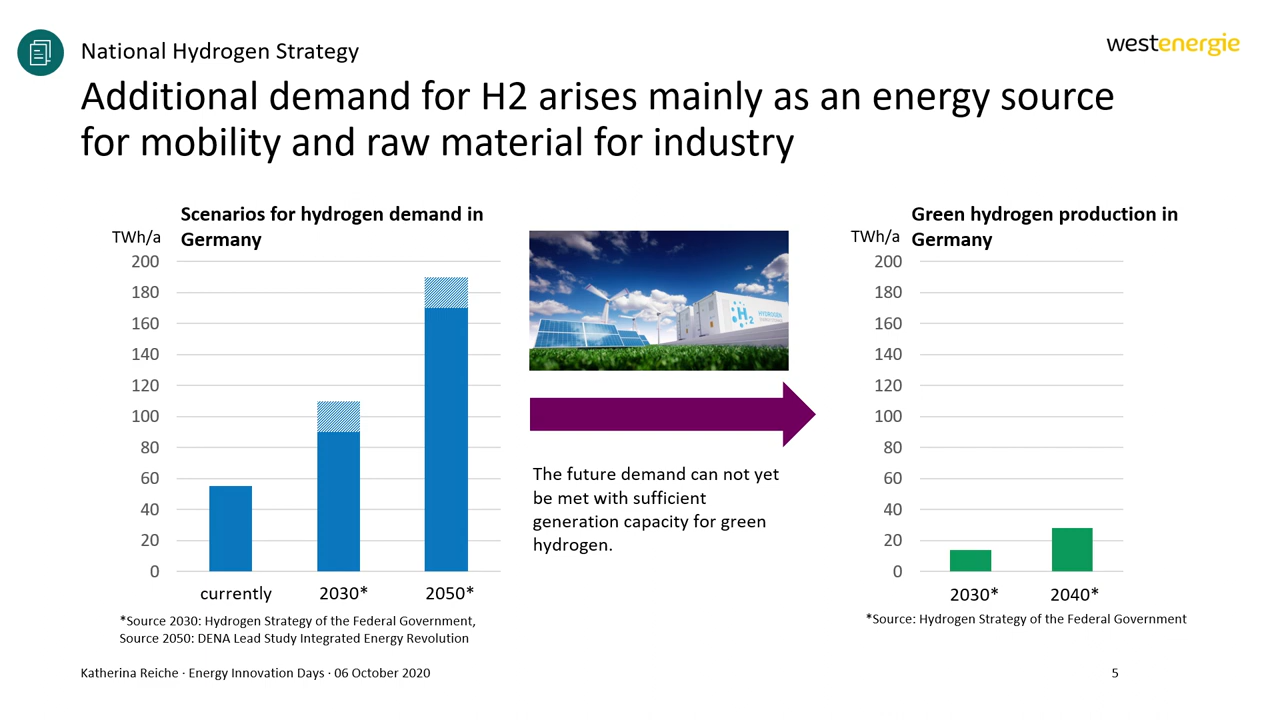 National Hydrogen Strategy
westenergie
Additional demand for H2 arises mainly as an energy source
for mobility and raw material for industry
Scenarios for hydrogen demand in
Germany
TWh/a
200
180
160
140
120
100
80
60
40
20
0
currently
2030*
2050*
*Source 2030: Hydrogen Strategy of the Federal Government,
Source 2050: DENA Lead Study Integrated Energy Revolution
H2
HYDROGEN
The future demand can not yet
be met with sufficient
generation capacity for green
hydrogen.
Green hydrogen production in
Germany
TWh/a
200
180
160
140
120
100
80
60
40
20
0
2030*
2040*
*Source: Hydrogen Strategy of the Federal Government
Katherina Reiche · Energy Innovation Days · 06 October 2020
5